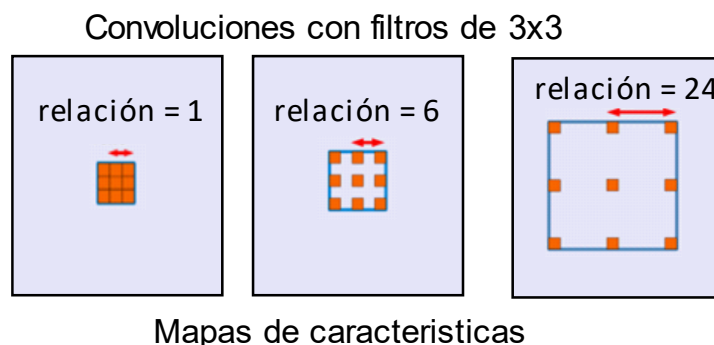 Convoluciones con filtros de 3x3
relación = 1
relación = 6
relación = 24
Mapas de caracteristicas